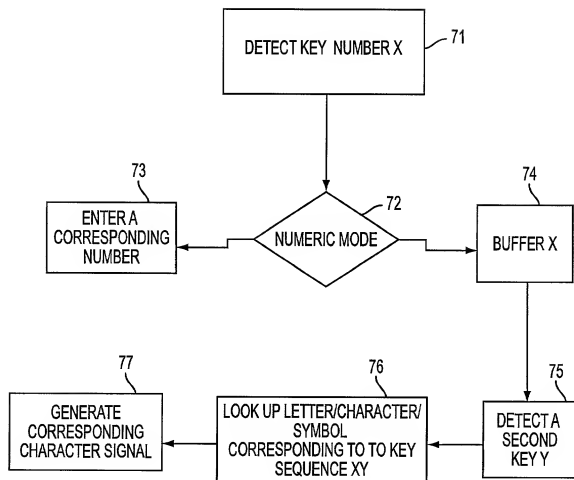 DETECT KEY NUMBER X
71
73
72
74
ENTER A
CORRESPONDING
NUMBER
NUMERIC MODE
BUFFER X
77
76
75
GENERATE
CORRESPONDING
CHARACTER SIGNAL
LOOK UP LETTER/CHARACTER/
SYMBOL
CORRESPONDING TO TO KEY
SEQUENCE XY
DETECT A
SECOND
KEY Y